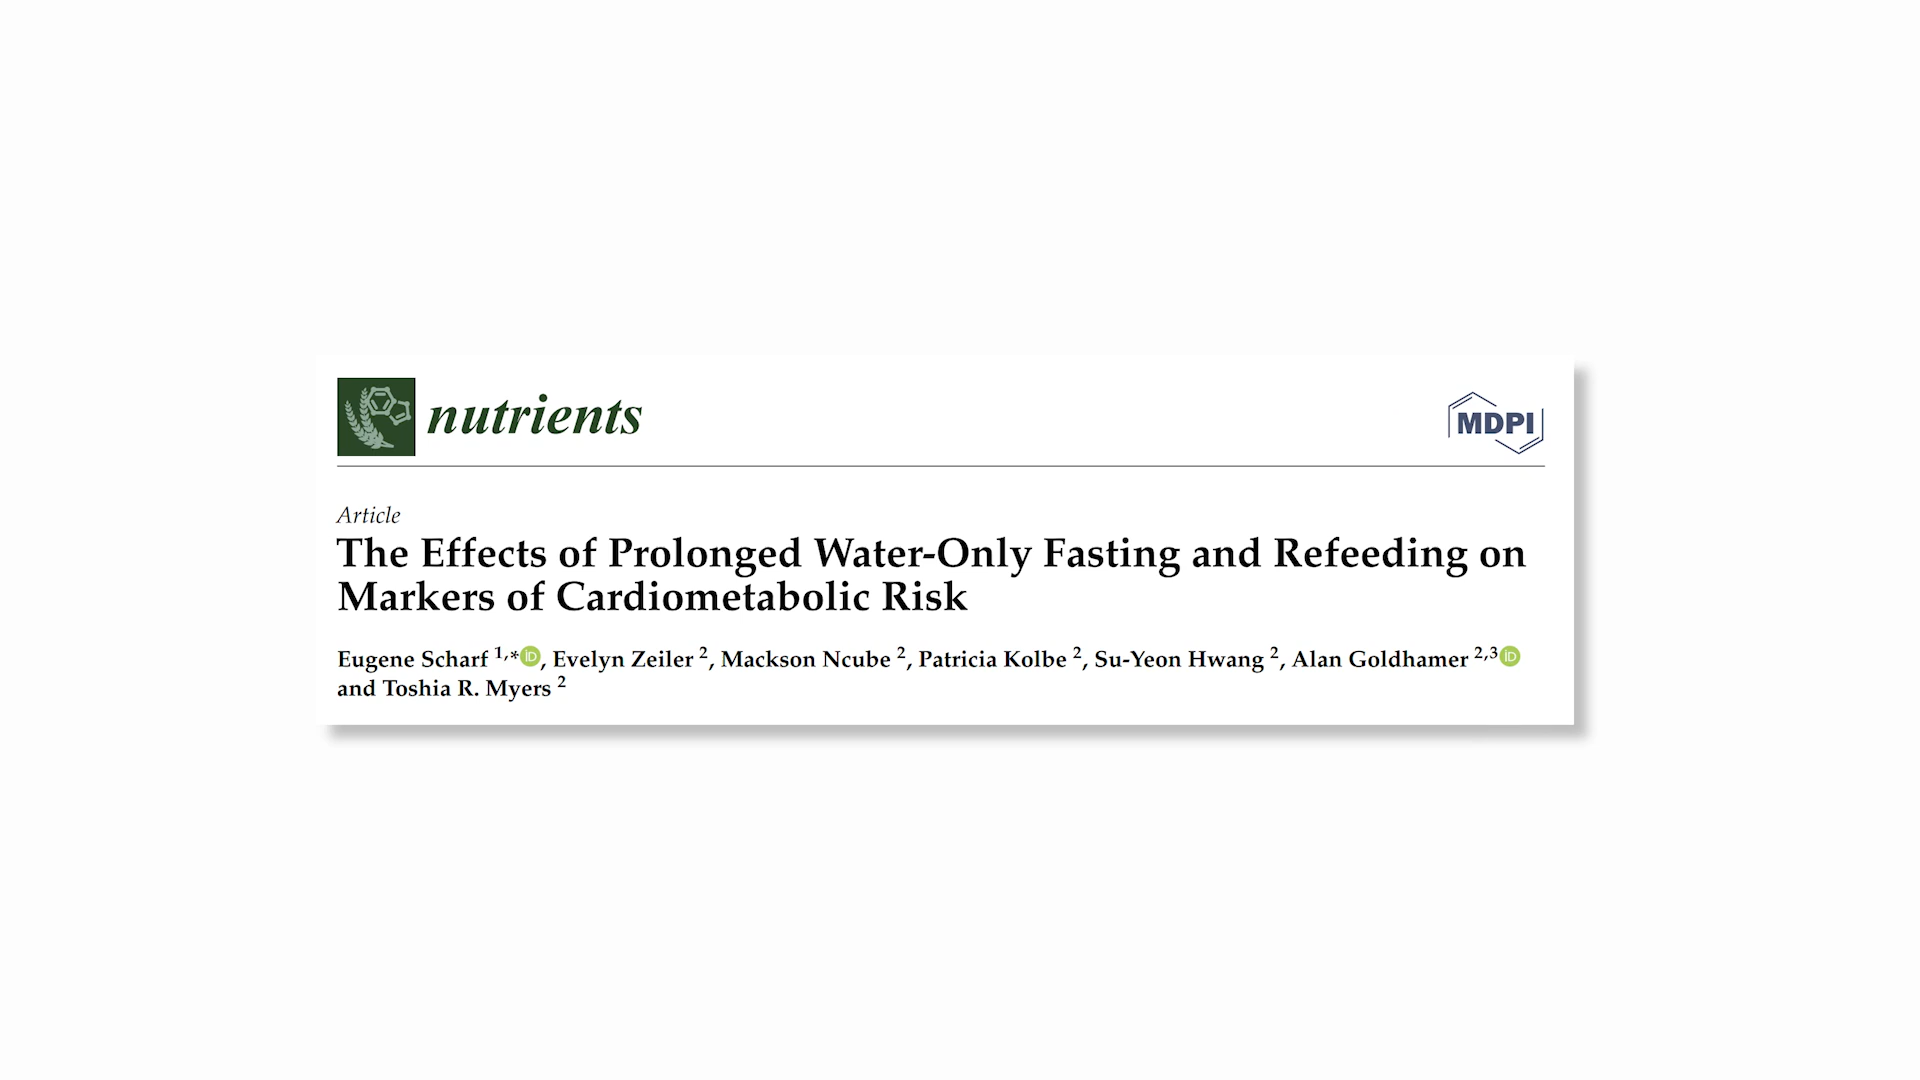 nutrients
MDPI
Article
The Effects of Prolonged Water-Only Fasting and Refeeding on
Markers of Cardiometabolic Risk
Eugene Scharf 1,* iD, Evelyn Zeiler 2, Mackson Ncube 2, Patricia Kolbe 2, Su-Yeon Hwang 2, Alan Goldhamer 2,3 iD
and Toshia R. Myers 2